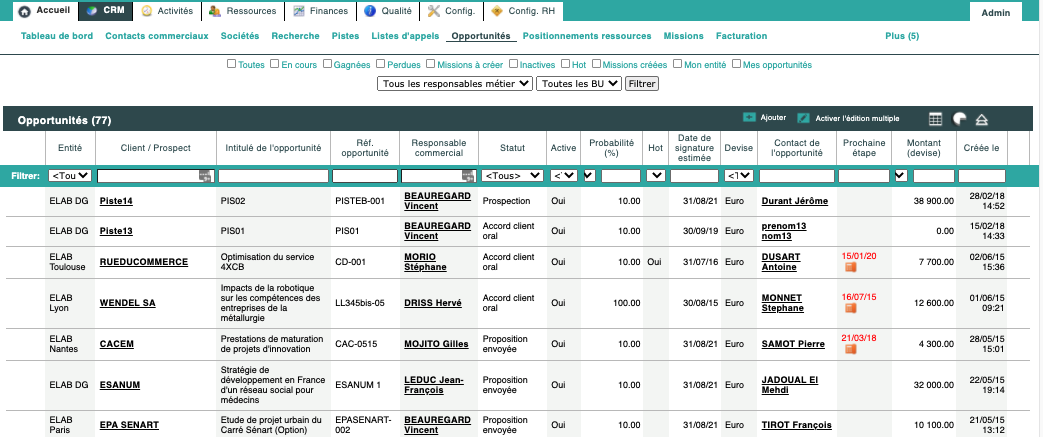 Accueil CRM Activités Ressources Finances Qualité Config. Config. RH Admin
Tableau de bord Contacts commerciaux Sociétés Recherche Pistes Listes d'appels Opportunités Positionnements ressources Missions Facturation Plus (5)
Toutes En cours Gagnées Perdues Missions à créer Inactives Hot Missions créées Mon entité Mes opportunités
Tous les responsables métier Toutes les BU Filtrer
Opportunités (77) Ajouter Activer l'édition multiple
Entité Client / Prospect Intitulé de l'opportunité Réf. opportunité Responsable commercial Statut Active Probabilité (%) Hot Date de signature estimée Devise Contact de l'opportunité Prochaine étape Montant (devise) Créée le
Filtrer: <Tou <Tous> <T
ELAB DG Piste14 PIS02 PISTEB-001 BEAUREGARD Vincent Prospection Oui 10.00 31/08/21 Euro Durant Jérôme 38 900.00 28/02/18 14:52
ELAB DG Piste13 PIS01 PIS01 BEAUREGARD Vincent Accord client oral Oui 10.00 30/09/19 Euro prenom13 nom13 0.00 15/02/18 14:33
ELAB Toulouse RUEDUCOMMERCE Optimisation du service 4XCB CD-001 MORIO Stéphane Accord client oral Oui 10.00 Oui 31/07/16 Euro DUSART Antoine 15/01/20 7 700.00 02/06/15 15:36
ELAB Lyon WENDEL SA Impacts de la robotique sur les compétences des entreprises de la métallurgie LL345bis-05 DRISS Hervé Accord client oral Oui 100.00 30/08/15 Euro MONNET Stephane 16/07/15 12 600.00 01/06/15 09:21
ELAB Nantes CACEM Prestations de maturation de projets d'innovation CAC-0515 MOJITO Gilles Proposition envoyée Oui 10.00 31/08/21 Euro SAMOT Pierre 21/03/18 4 300.00 28/05/15 15:01
ELAB DG ESANUM Stratégie de développement en France d'un réseau social pour médecins ESANUM 1 LEDUC Jean-François Proposition envoyée Oui 10.00 31/08/21 Euro JADOUAL El Mehdi 32 000.00 22/05/15 19:14
ELAB Paris EPA SENART Etude de projet urbain du Carré Sénart (Option) EPASENART-002 BEAUREGARD Vincent Proposition envoyée Oui 10.00 31/08/21 Euro TIROT François 10 100.00 21/05/15 13:12